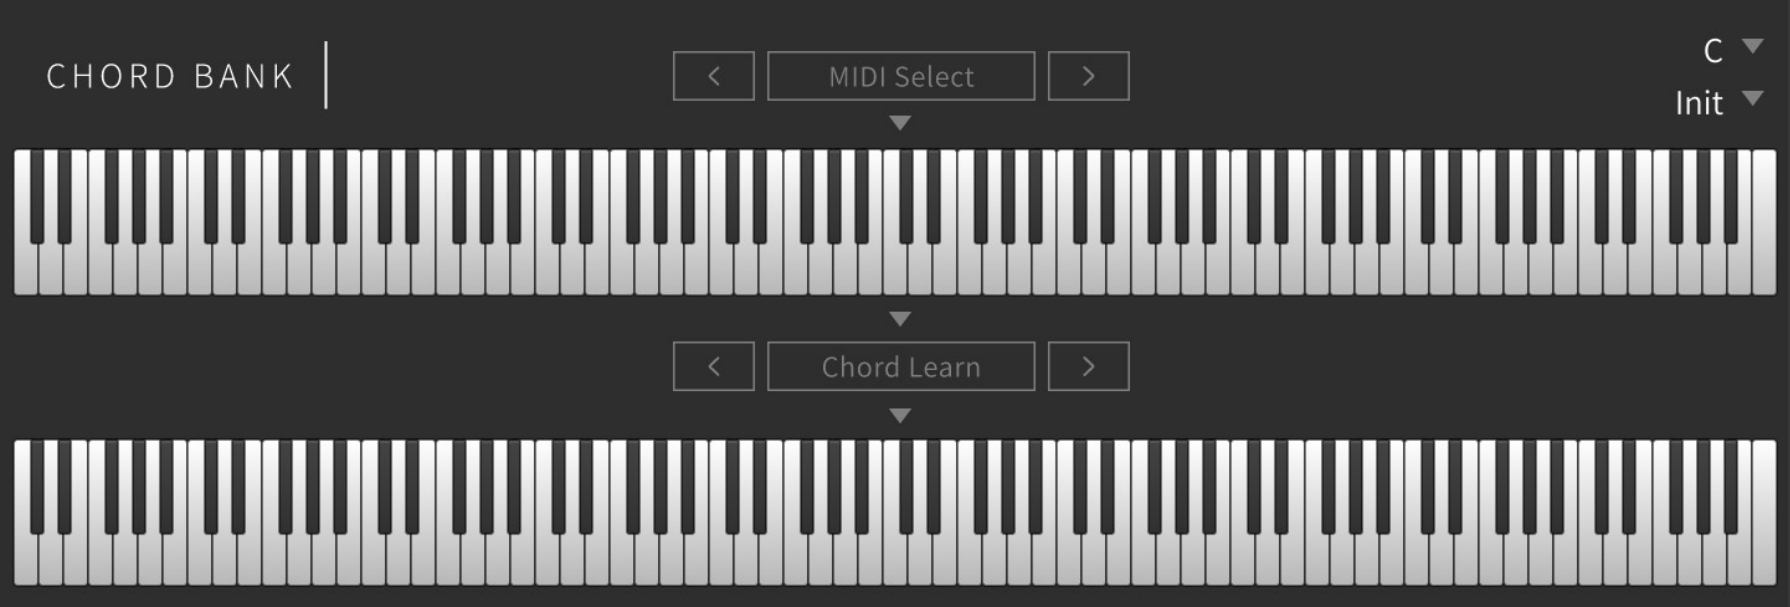 CHORD BANK
< MIDI Select >
C
Init
< Chord Learn >